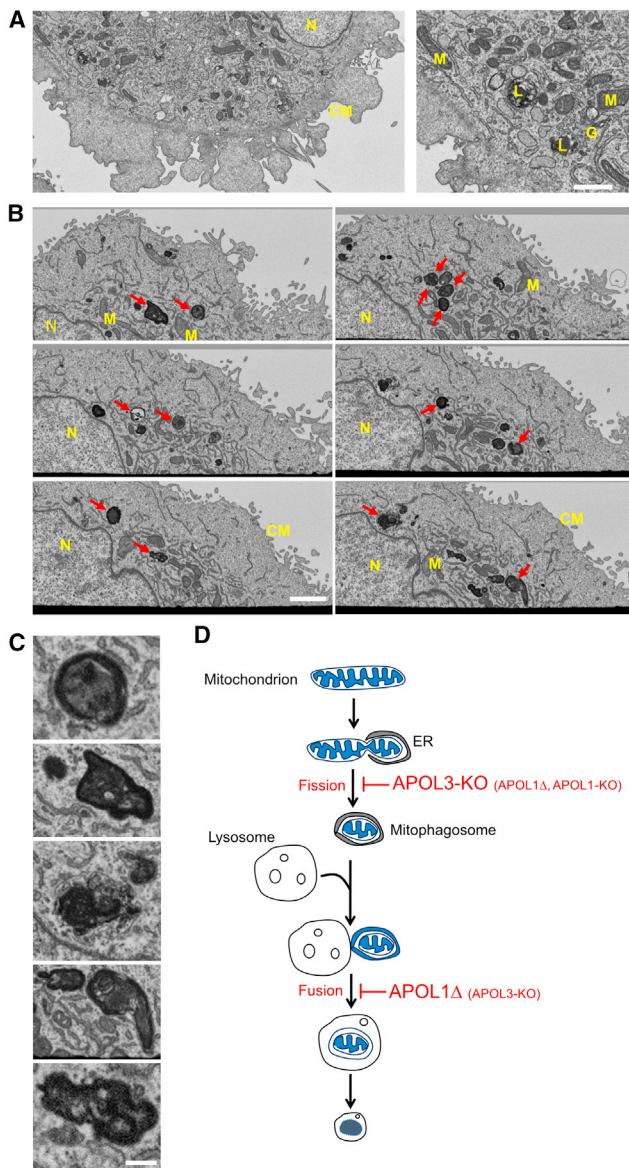 A
N
CM
M
L
M
G
L
B
N
M
M
M
N
N
N
N
CM
CM
N
M
C
D
Mitochondrion
ER
Fission
APOL3-KO (APOL1Δ, APOL1-KO)
Mitophagosome
Lysosome
Fusion
APOL1Δ (APOL3-KO)